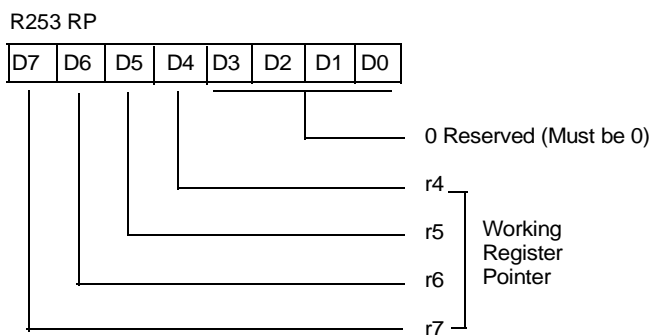 R253 RP
D7 D6 D5 D4 D3 D2 D1 D0
0 Reserved (Must be 0)
r4
r5
r6
r7
Working
Register
Pointer